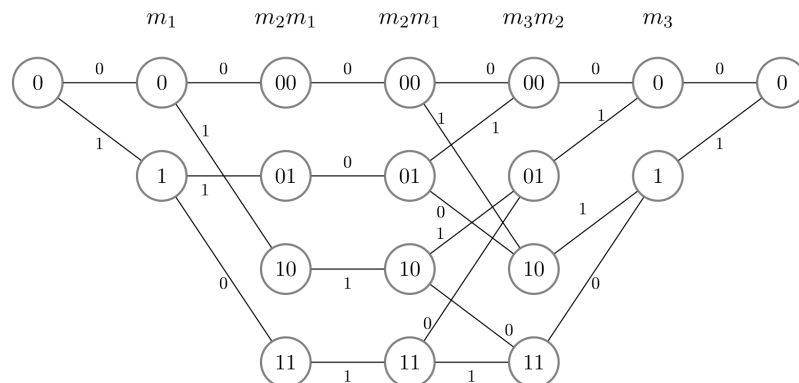 m₁ m₂m₁ m₂m₁ m₃m₂ m₃
0 0 0 0 00 0 00 0 00 0 0 0 0
1 1 1 1 1 1
1 1 01 0 01 01 1
0 1
0 1
10 1 10 10
0 0 0
11 1 11 1 11